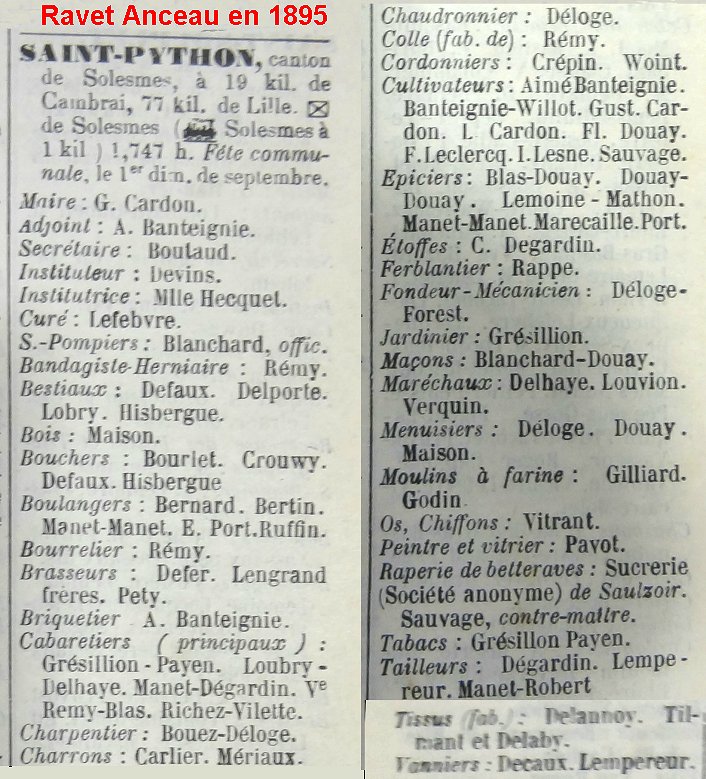 Ravet Anceau en 1895
SAINT-PYTHON, canton
de Solesmes, à 19 kil. de
Cambrai, 77 kil. de Lille.
de Solesmes ( Solesmes à
1 kil ) 1,747 h. Fête commu-
nale, le 1er dim. de septembre.
Maire : G. Cardon.
Adjoint : A. Banteignie.
Secrétaire : Boutaud.
Instituteur : Devins.
Institutrice : Mlle Hecquet.
Curé : Lefebvre.
S.-Pompiers : Blanchard, offic.
Bandagiste-Herniaire : Rémy.
Bestiaux : Defaux. Delporte.
Lobry. Hisbergue.
Bois : Maison.
Bouchers : Bourlet. Crouwy.
Defaux. Hisbergue
Boulangers : Bernard. Bertin.
Manet-Manet. E. Port.Ruffin.
Bourrelier : Rémy.
Brasseurs : Defer. Lengrand
frères. Pety.
Briquetier A. Banteignie.
Cabaretiers ( principaux ) :
Grésillion - Payen. Loubry -
Delhaye. Manet-Dégardin. Ve
Remy-Blas. Richez-Vilette.
Charpentier : Bouez-Déloge.
Charrons : Carlier. Mériaux.
Chaudronnier : Déloge.
Colle (fab. de) : Rémy.
Cordonniers : Crépin. Woint.
Cultivateurs : Aimé Banteignie.
Banteignie-Willot. Gust. Car-
don. L. Cardon. Fl. Douay.
F. Leclercq. I. Lesne. Sauvage.
Epiciers : Blas-Douay. Douay-
Douay. Lemoine - Mathon.
Manet-Manet. Marecaille. Port.
Étoffes : C. Degardin.
Ferblantier : Rappe.
Fondeur-Mécanicien : Déloge-
Forest.
Jardinier : Grésillion.
Maçons : Blanchard-Douay.
Maréchaux : Delhaye. Louvion.
Verquin.
Menuisiers : Déloge. Douay.
Maison.
Moulins à farine : Gilliard.
Godin
Os, Chiffons : Vitrant.
Peintre et vitrier : Pavot.
Raperie de betteraves : Sucrerie
(Société anonyme) de Saulzoir.
Sauvage, contre-maître.
Tabacs : Grésillon Payen.
Tailleurs : Dégardin. Lempe-
reur. Manet-Robert
Tissus (fab.) : Delannoy. Til-
mant et Delaby.
Vanniers : Decaux. Lempereur.